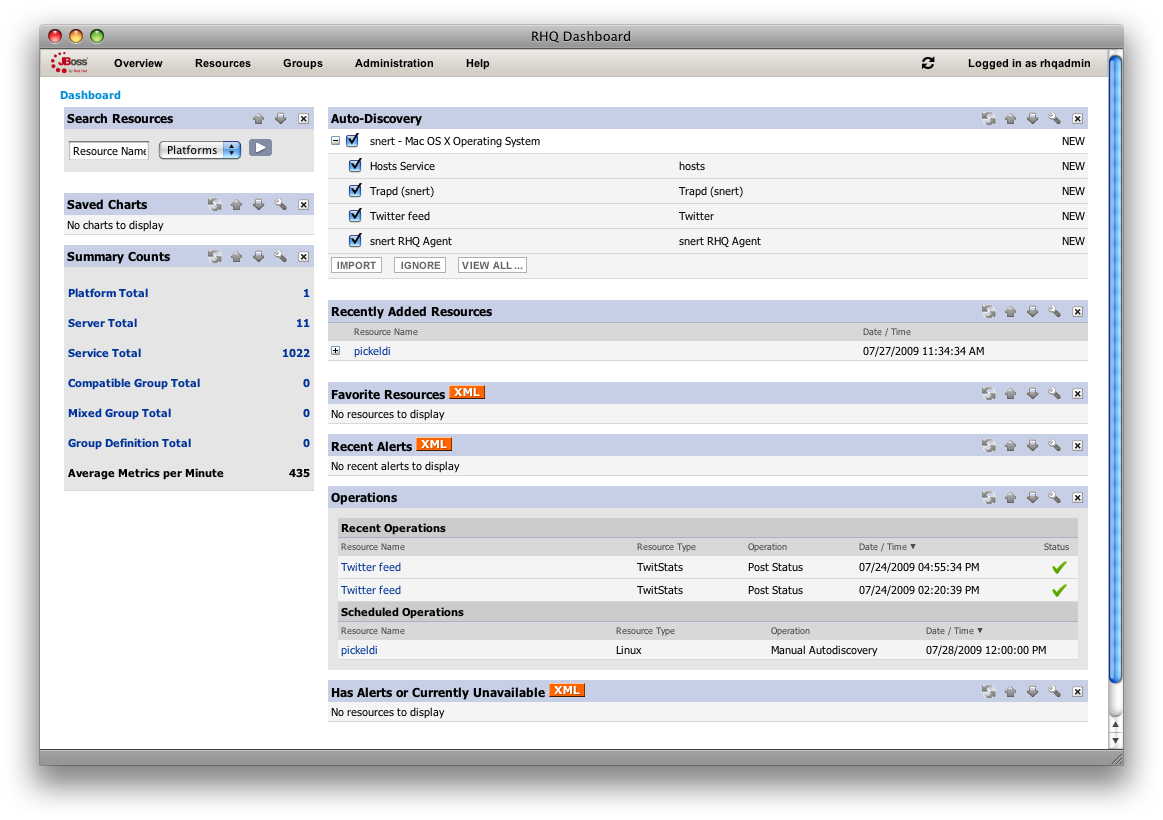 RHQ Dashboard
JBoss
by Red Hat
Overview Resources Groups Administration Help Logged in as rhqadmin
Dashboard
Search Resources
Resource Name Platforms
Saved Charts
No charts to display
Summary Counts
Platform Total 1
Server Total 11
Service Total 1022
Compatible Group Total 0
Mixed Group Total 0
Group Definition Total 0
Average Metrics per Minute 435
Auto-Discovery
snert - Mac OS X Operating System NEW
Hosts Service hosts NEW
Trapd (snert) Trapd (snert) NEW
Twitter feed Twitter NEW
snert RHQ Agent snert RHQ Agent NEW
IMPORT IGNORE VIEW ALL ...
Recently Added Resources
Resource Name Date / Time
pickeldi 07/27/2009 11:34:34 AM
Favorite Resources XML
No resources to display
Recent Alerts XML
No recent alerts to display
Operations
Recent Operations
Resource Name Resource Type Operation Date / Time ▼ Status
Twitter feed TwitStats Post Status 07/24/2009 04:55:34 PM
Twitter feed TwitStats Post Status 07/24/2009 02:20:39 PM
Scheduled Operations
Resource Name Resource Type Operation Date / Time ▼
pickeldi Linux Manual Autodiscovery 07/28/2009 12:00:00 PM
Has Alerts or Currently Unavailable XML
No resources to display